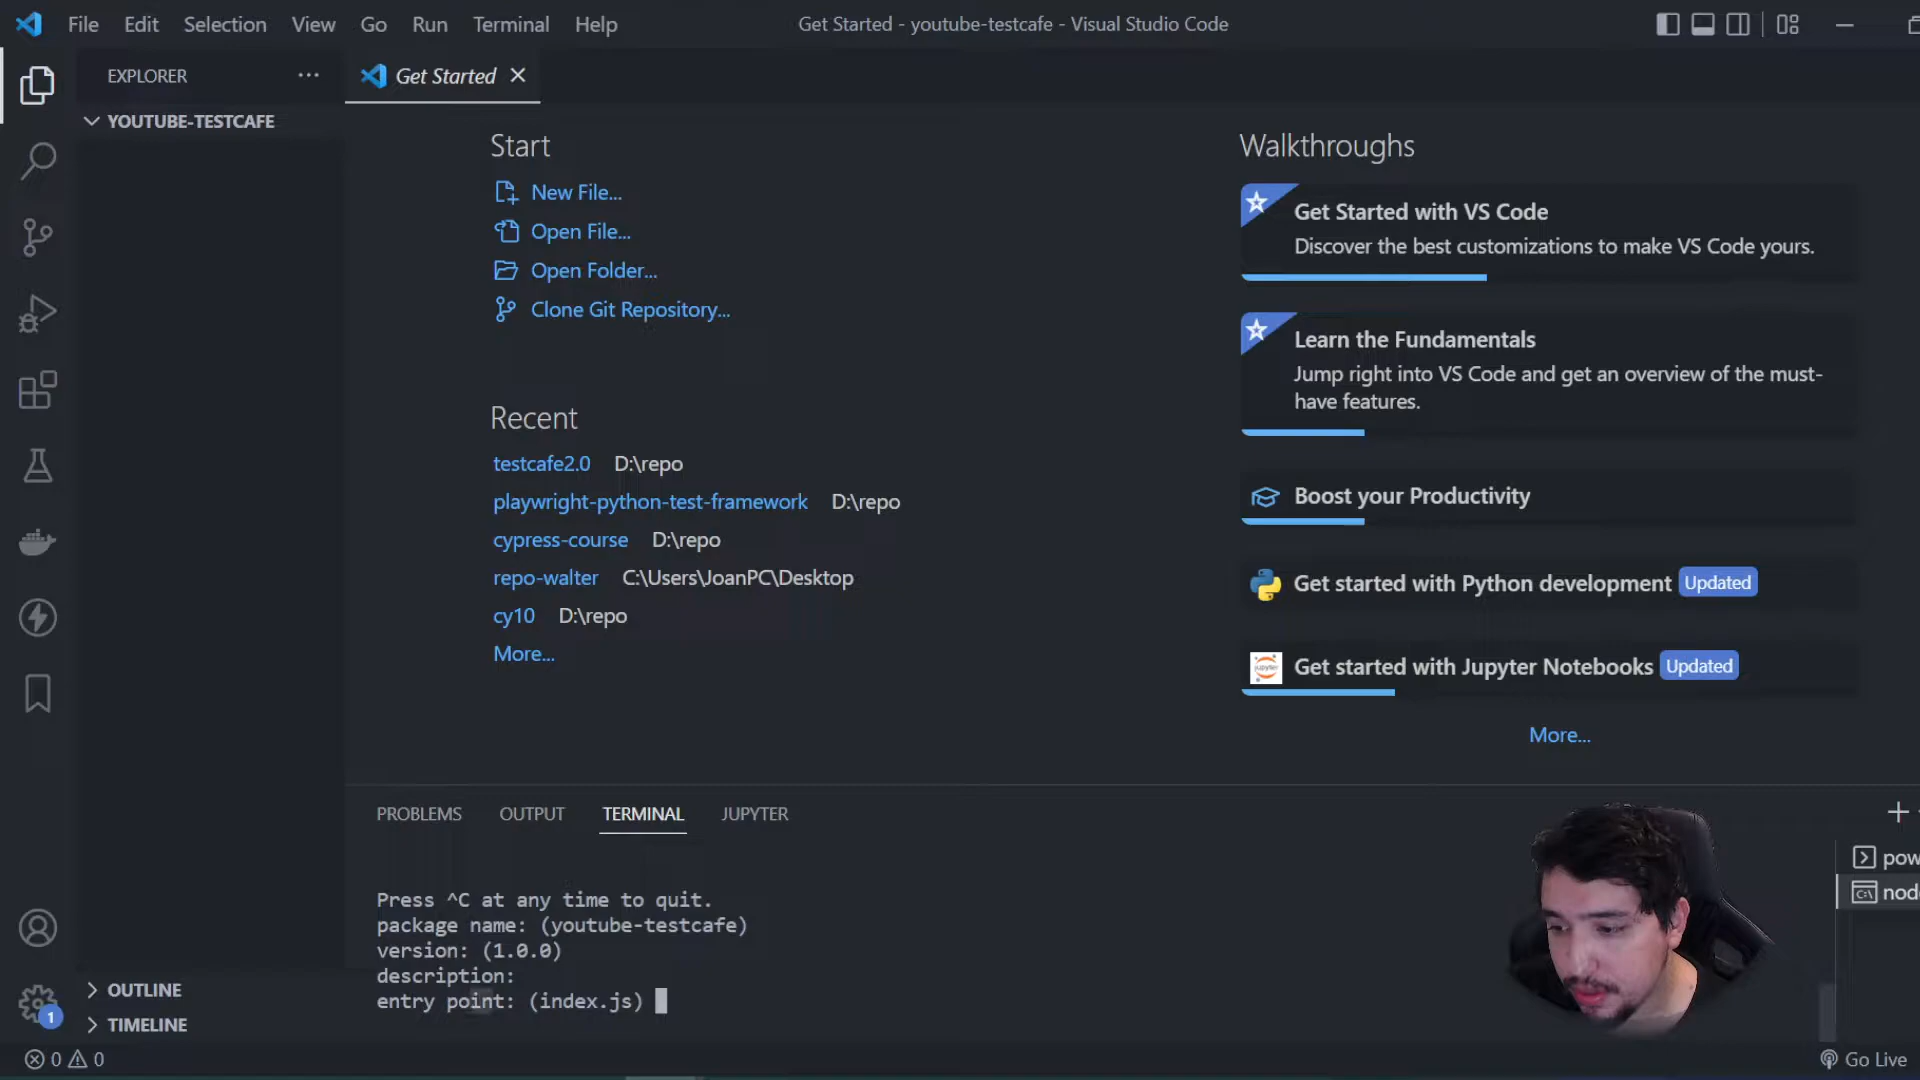 File Edit Selection View Go Run Terminal Help
Get Started - youtube-testcafe - Visual Studio Code
EXPLORER
Get Started
YOUTUBE-TESTCAFE
Start
New File...
Open File...
Open Folder...
Clone Git Repository...
Recent
testcafe2.0 D:\repo
playwright-python-test-framework D:\repo
cypress-course D:\repo
repo-walter C:\Users\JoanPC\Desktop
cy10 D:\repo
More...
Walkthroughs
Get Started with VS Code
Discover the best customizations to make VS Code yours.
Learn the Fundamentals
Jump right into VS Code and get an overview of the must-
have features.
Boost your Productivity
Get started with Python development Updated
jupyter
Get started with Jupyter Notebooks Updated
More...
PROBLEMS OUTPUT TERMINAL JUPYTER
Press ^C at any time to quit.
package name: (youtube-testcafe)
version: (1.0.0)
description:
entry point: (index.js)
pow
nod
OUTLINE
TIMELINE
1
0 0
Go Live